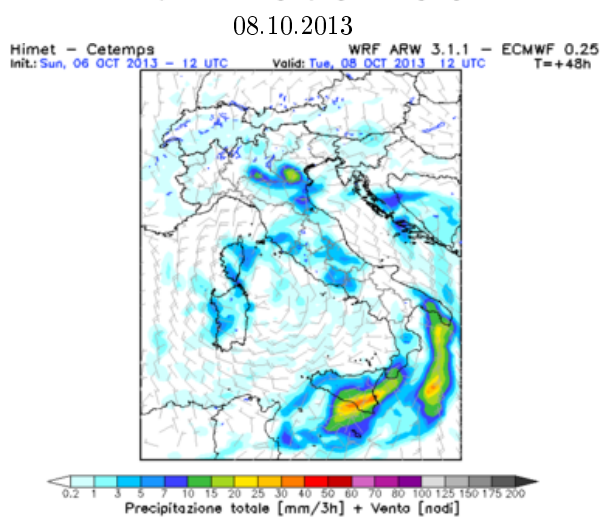 08.10.2013
Himet - Cetemps WRF ARW 3.1.1 - ECMWF 0.25
Init.: Sun, 06 OCT 2013 - 12 UTC Valid: Tue, 08 OCT 2013 12 UTC T=+48h
0.2 1 3 5 7 10 15 20 25 30 40 50 60 70 80 100 125 150 175 200
Precipitazione totale [mm/3h] + Vento [nodi]